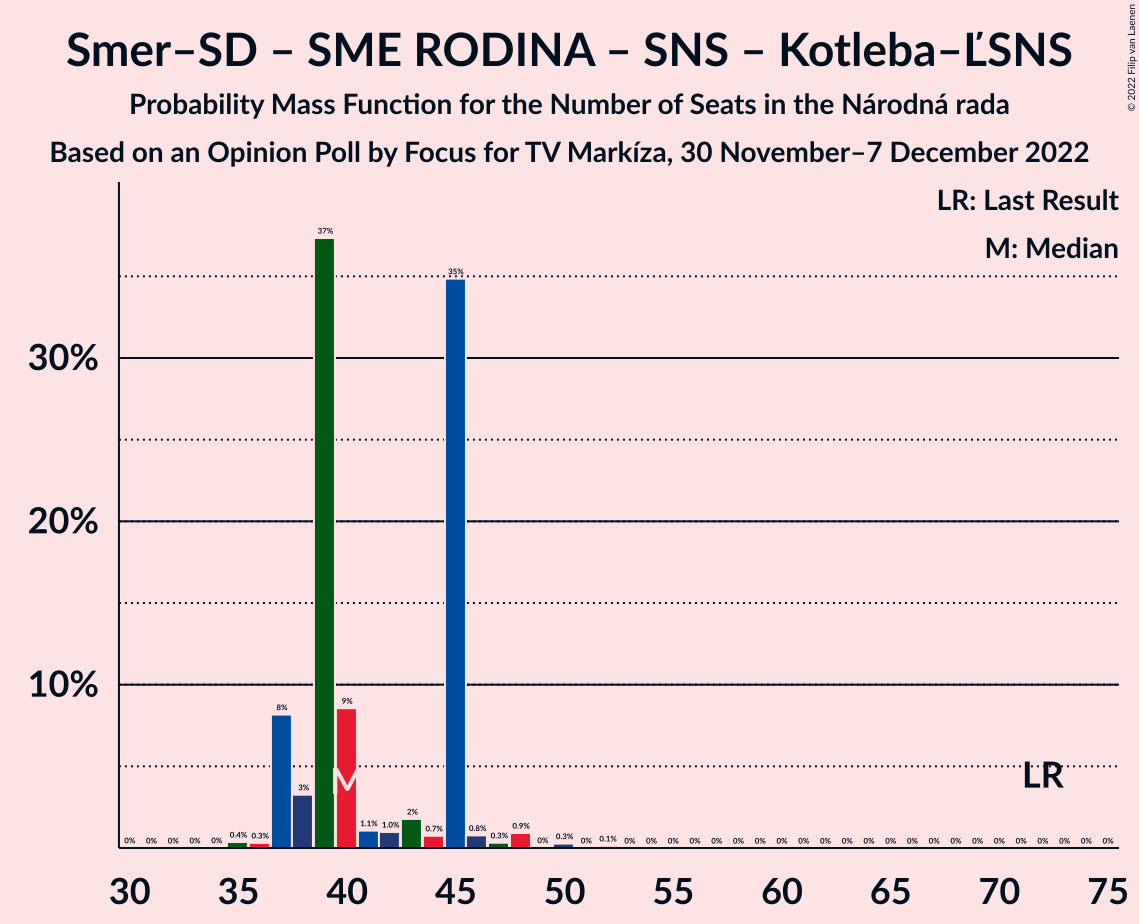 Smer–SD – SME RODINA – SNS – Kotleba–ĽSNS
Probability Mass Function for the Number of Seats in the Národná rada
Based on an Opinion Poll by Focus for TV Markíza, 30 November–7 December 2022
© 2022 Filip van Laenen
LR: Last Result
M: Median
30%
20%
10%
0% 0% 0% 0% 0% 0.4% 0.3% 8% 3% 37% 9% 1.1% 1.0% 2% 0.7% 35% 0.8% 0.3% 0.9% 0% 0.3% 0% 0.1% 0% 0% 0% 0% 0% 0% 0% 0% 0% 0% 0% 0% 0% 0% 0% 0% 0% 0% 0% 0% 0% 0% 0%
M
LR
30 35 40 45 50 55 60 65 70 75